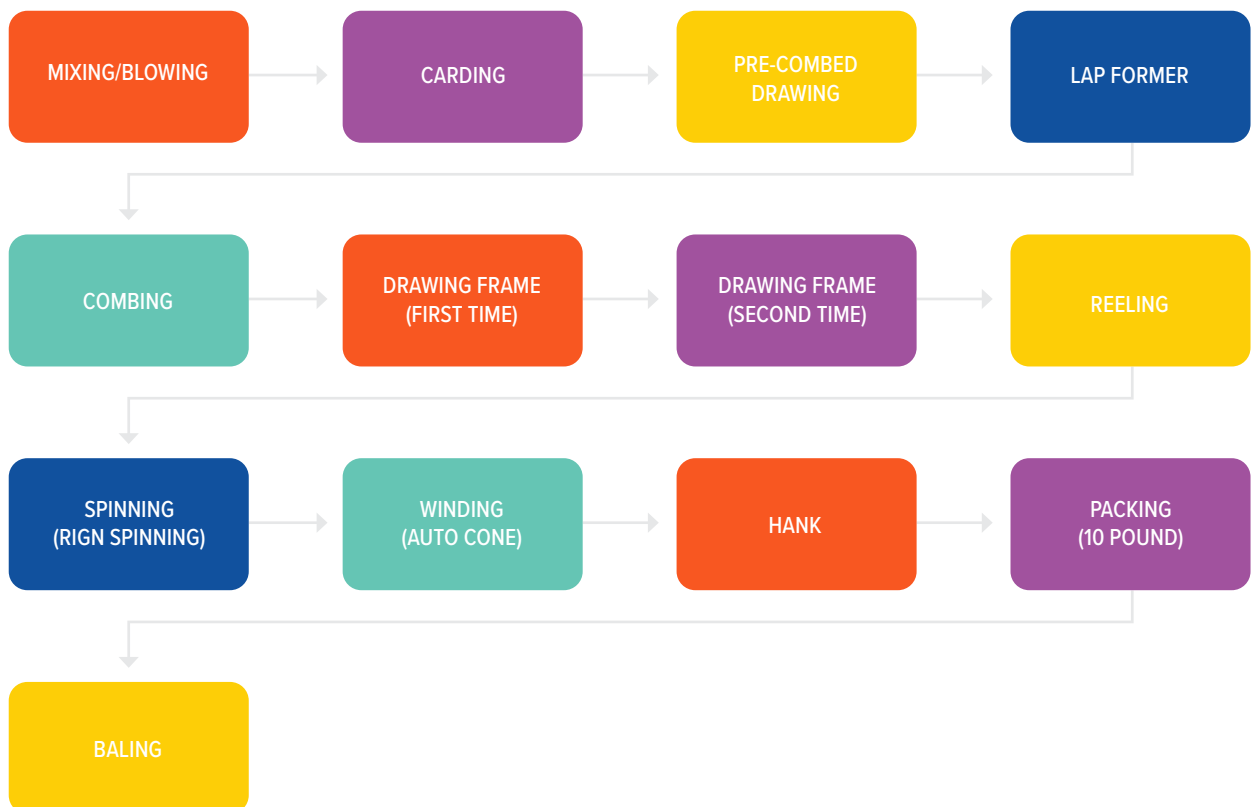 MIXING/BLOWING
CARDING
PRE-COMBED
DRAWING
LAP FORMER
COMBING
DRAWING FRAME
(FIRST TIME)
DRAWING FRAME
(SECOND TIME)
REELING
SPINNING
(RIGN SPINNING)
WINDING
(AUTO CONE)
HANK
PACKING
(10 POUND)
BALING